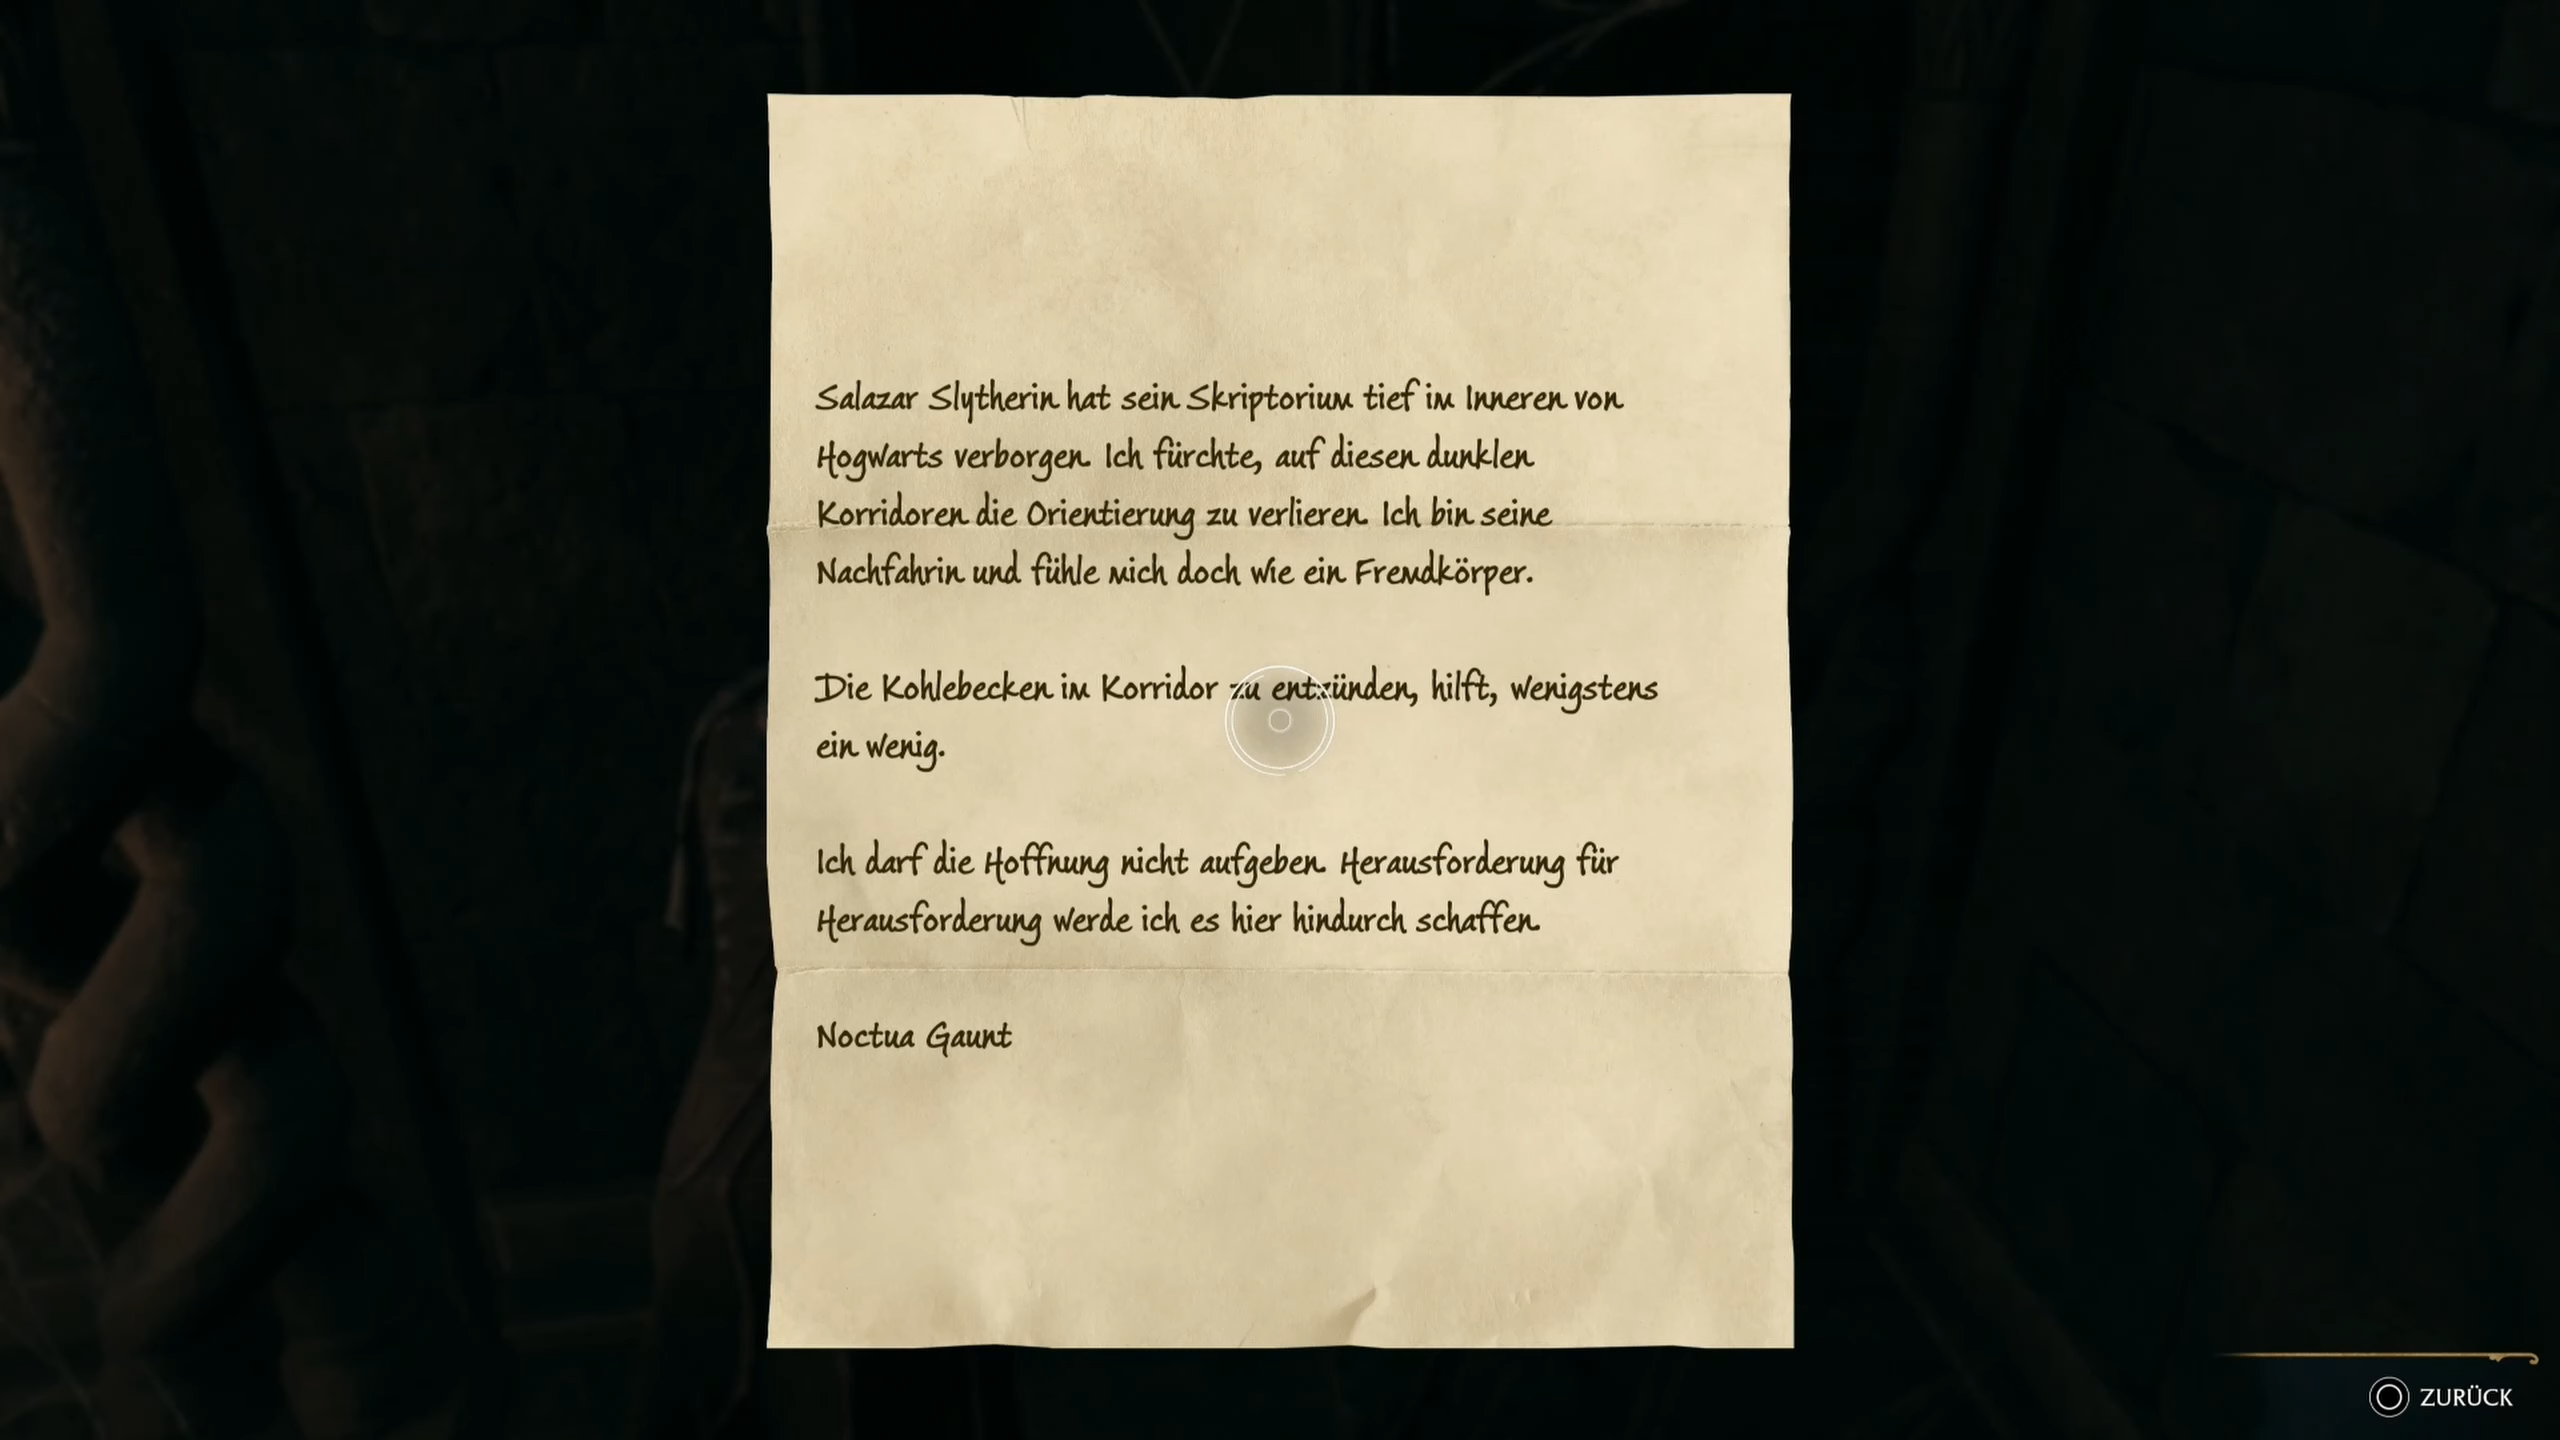 Salazar Slytherin hat sein Skriptorium tief im Inneren von
Hogwarts verborgen. Ich fürchte, auf diesen dunklen
Korridoren die Orientierung zu verlieren. Ich bin seine
Nachfahrin und fühle mich doch wie ein Fremdkörper.
Die Kohlebecken im Korridor zu entzünden, hilft, wenigstens
ein wenig.
Ich darf die Hoffnung nicht aufgeben. Herausforderung für
Herausforderung werde ich es hier hindurch schaffen.
Noctua Gaunt
ZURÜCK